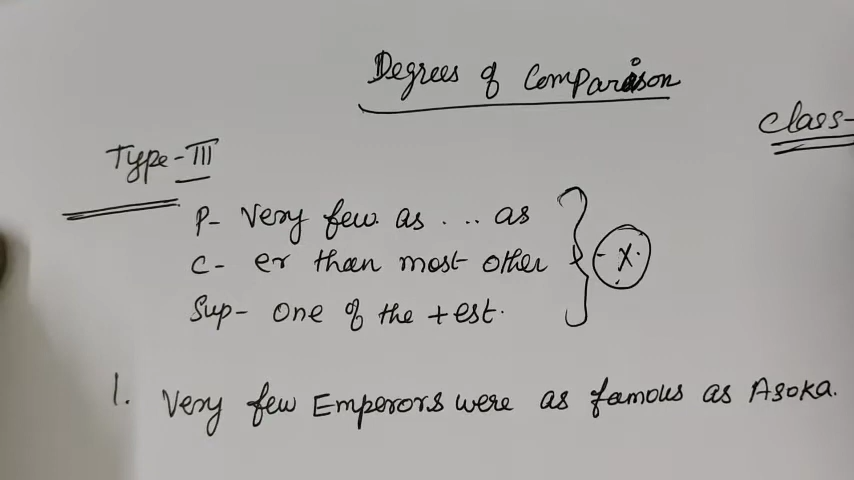 Degrees of Comparison
Class-
Type-III
P- Very few as ... as
C- er than most other
X
Sup- One of the + est.
1. Very few Emperors were as famous as Asoka.